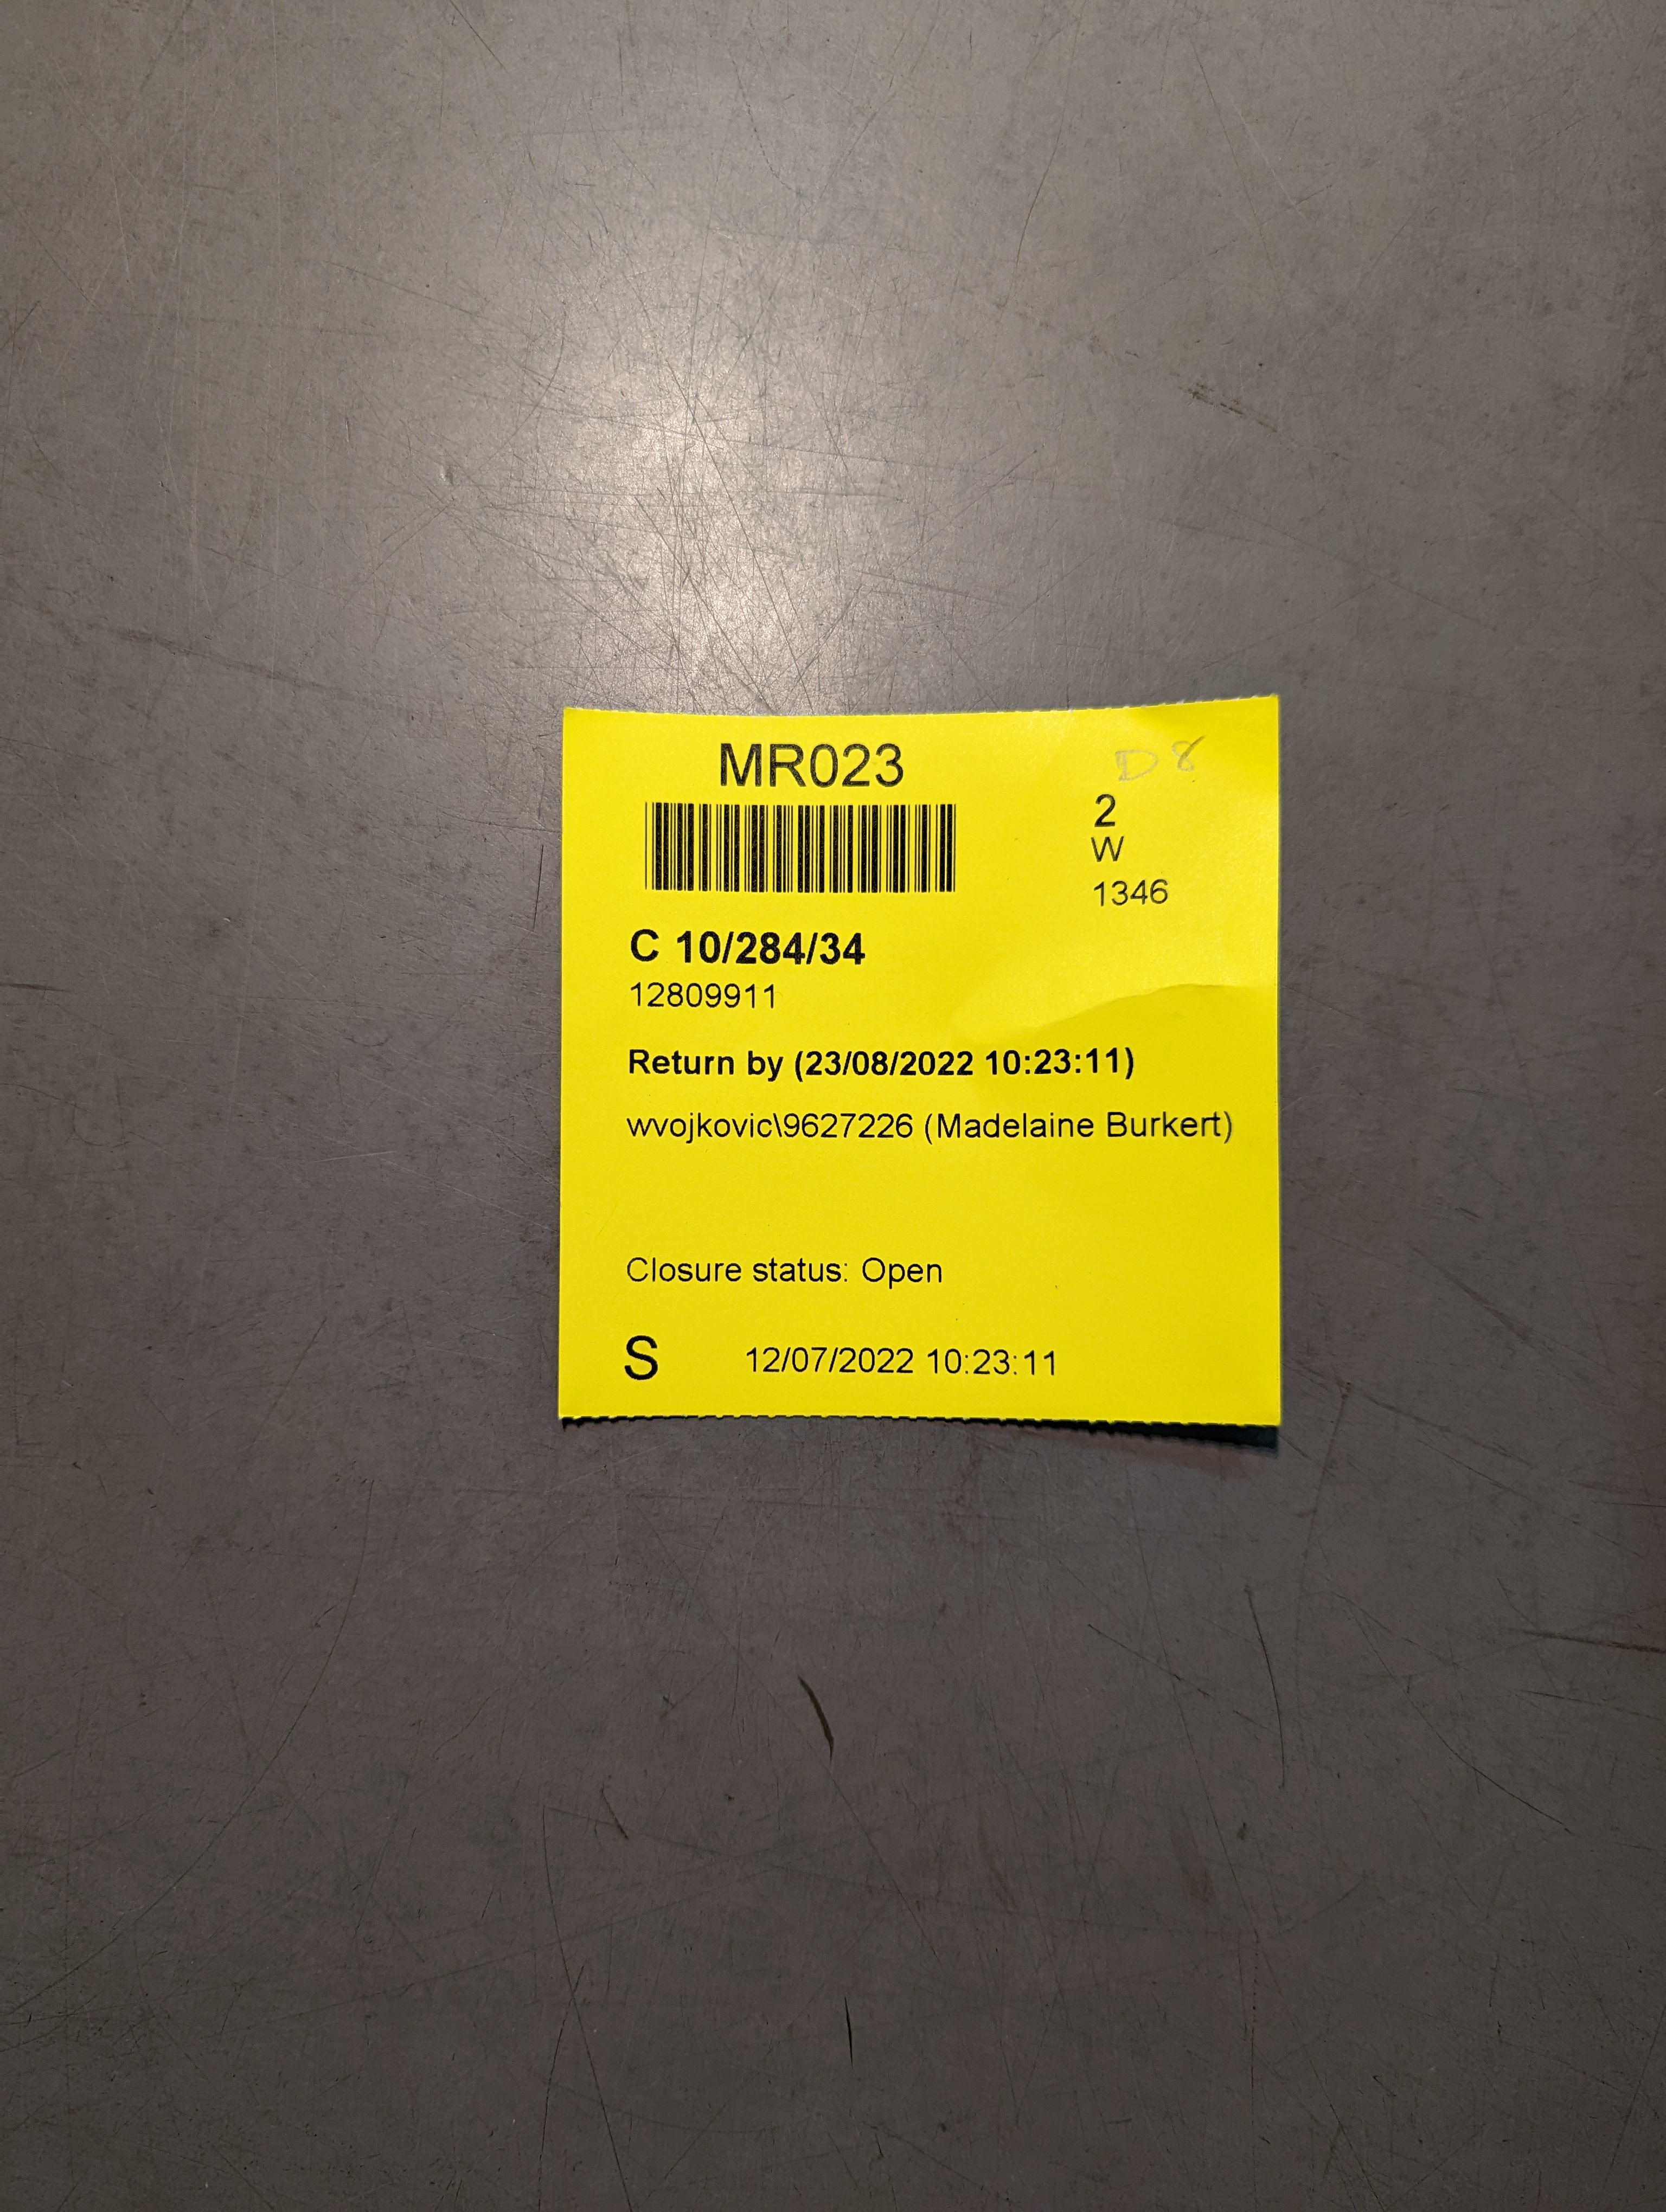 MR023
D 8
2
W
1346
C 10/284/34
12809911
Return by (23/08/2022 10:23:11)
wvojkovic\9627226 (Madelaine Burkert)
Closure status: Open
S 12/07/2022 10:23:11